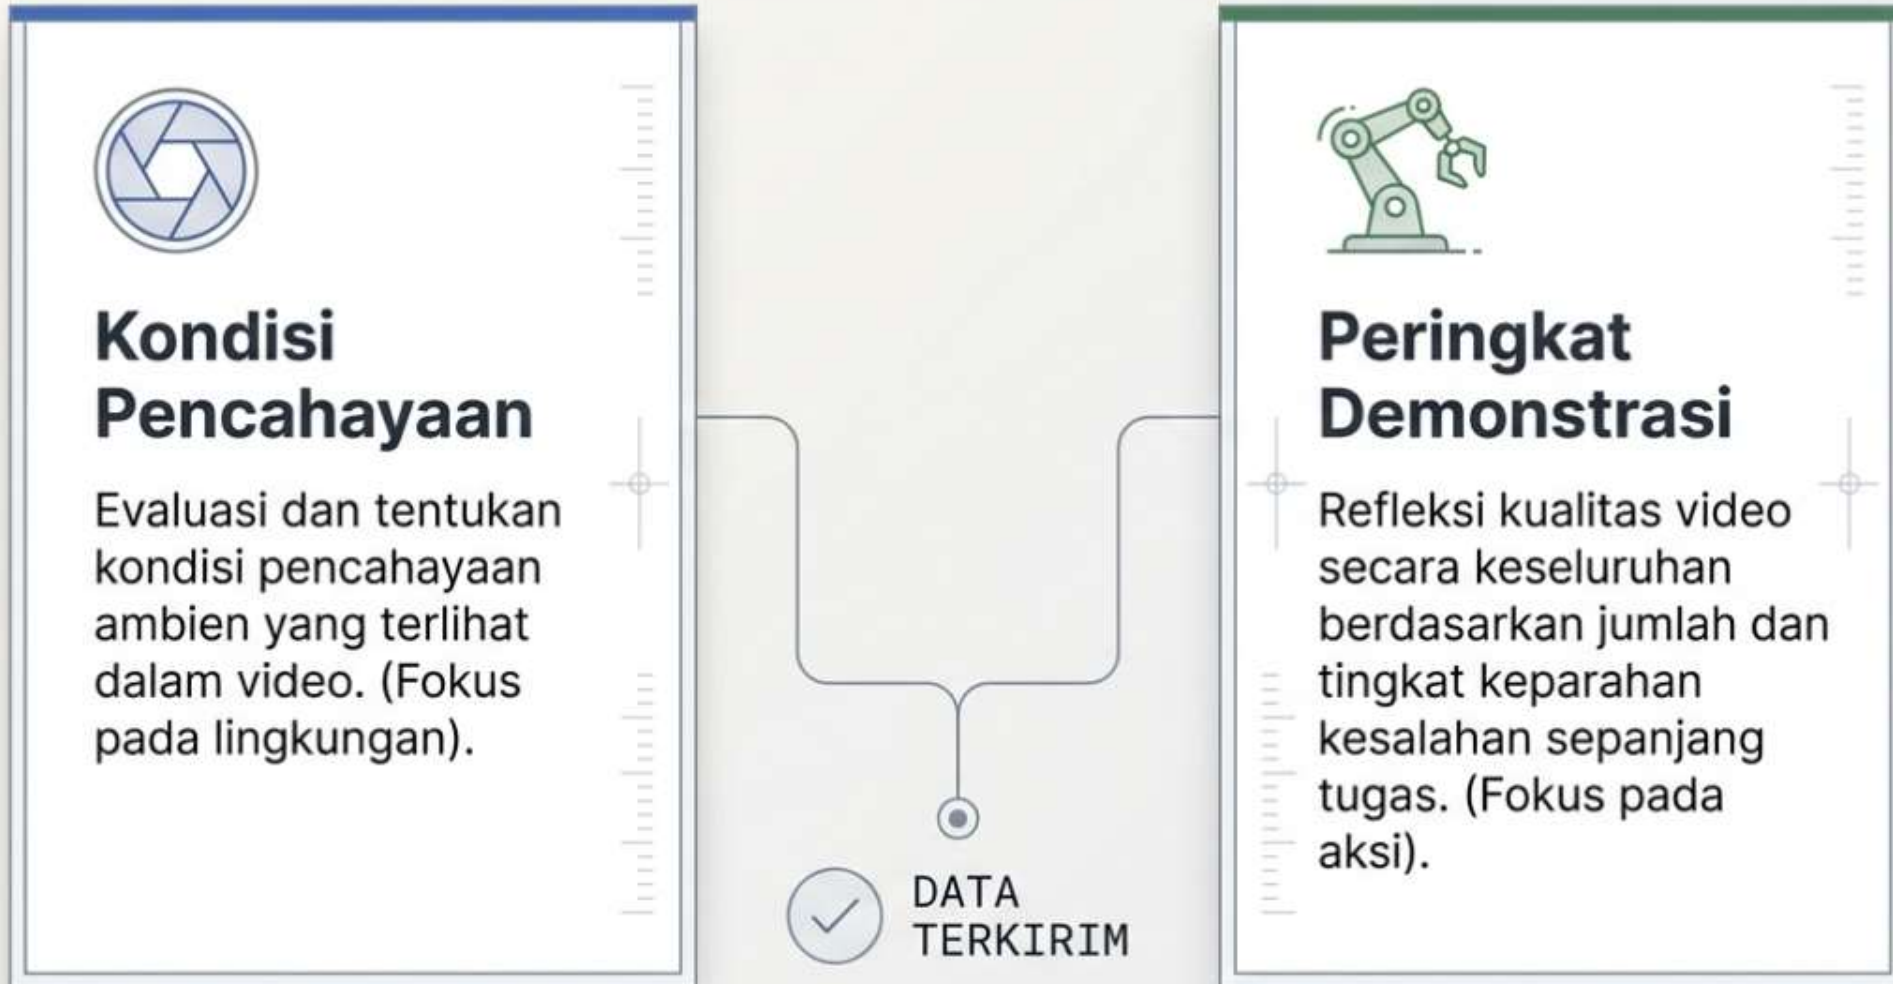 Kondisi
Pencahayaan
Evaluasi dan tentukan
kondisi pencahayaan
ambien yang terlihat
dalam video. (Fokus
pada lingkungan).
Peringkat
Demonstrasi
Refleksi kualitas video
secara keseluruhan
berdasarkan jumlah dan
tingkat keparahan
kesalahan sepanjang
tugas. (Fokus pada
aksi).
DATA
TERKIRIM